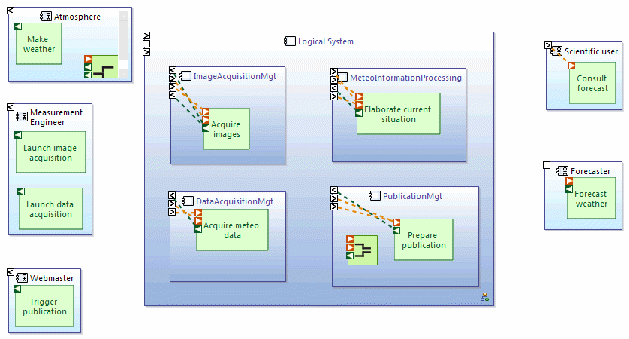 Atmosphere
Make
weather
Measurement
Engineer
Launch image
acquisition
Launch data
acquisition
Webmaster
Trigger
publication
Logical System
ImageAcquisitionMgt
Acquire
images
MeteoInformationProcessing
Elaborate current
situation
DataAcquisitionMgt
Acquire meteo
data
PublicationMgt
Prepare
publication
Scientific user
Consult
forecast
Forecaster
Forecast
weather